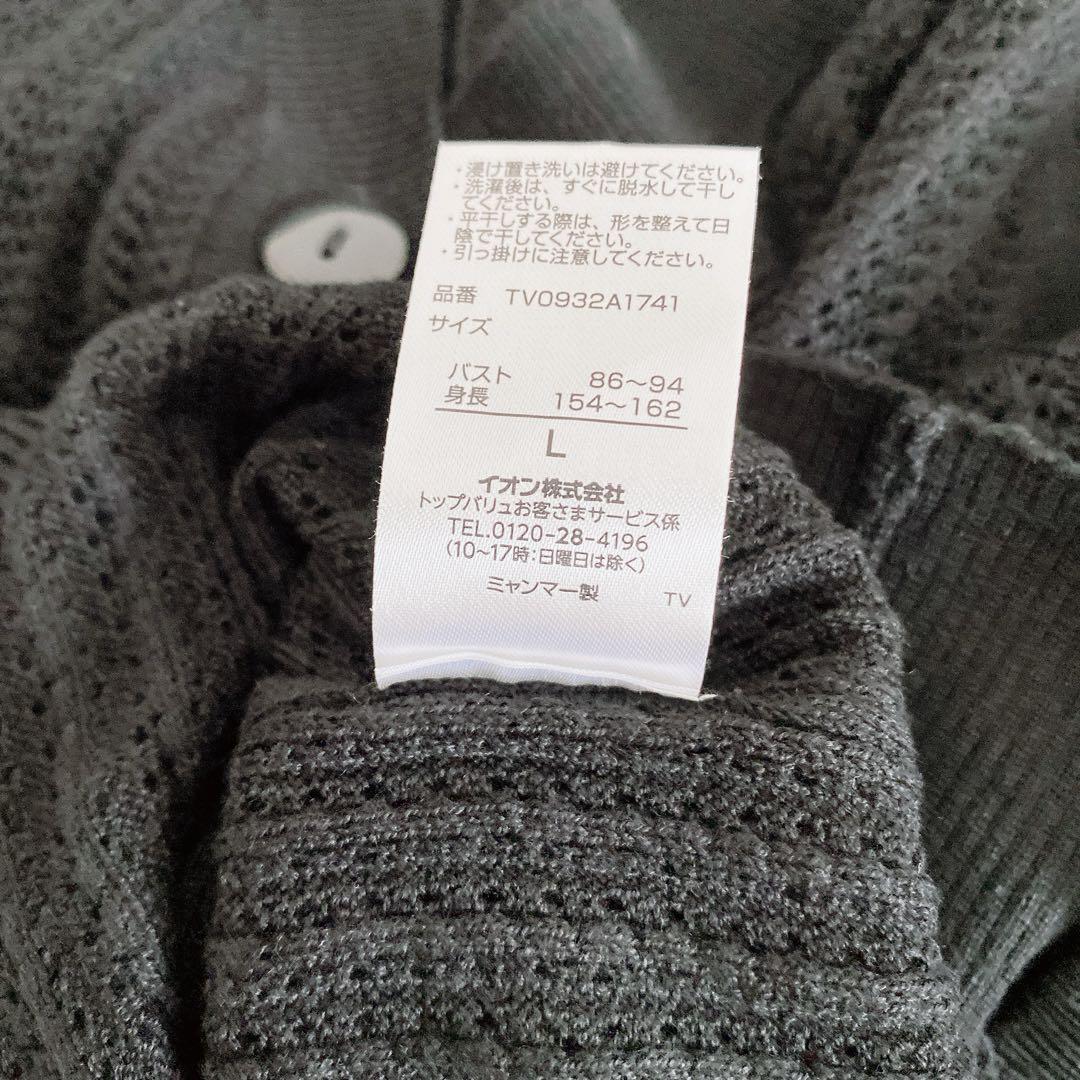 ・浸け置き洗いは避けてください。
・洗濯後は、すぐに脱水して干し
てください。
・平干しする際は、形を整えて日
陰で干してください。
・引っ掛けに注意してください。
品番 TV0932A1741
サイズ
バスト 86～94
身長 154～162
L
イオン株式会社
トップバリュお客さまサービス係
TEL.0120-28-4196
(10～17時:日曜日は除く)
ミャンマー製 TV